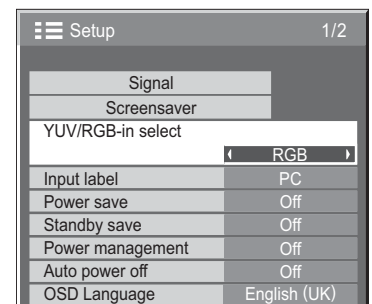 Setup 1/2
Signal
Screensaver
YUV/RGB-in select
RGB
Input label PC
Power save Off
Standby save Off
Power management Off
Auto power off Off
OSD Language English (UK)